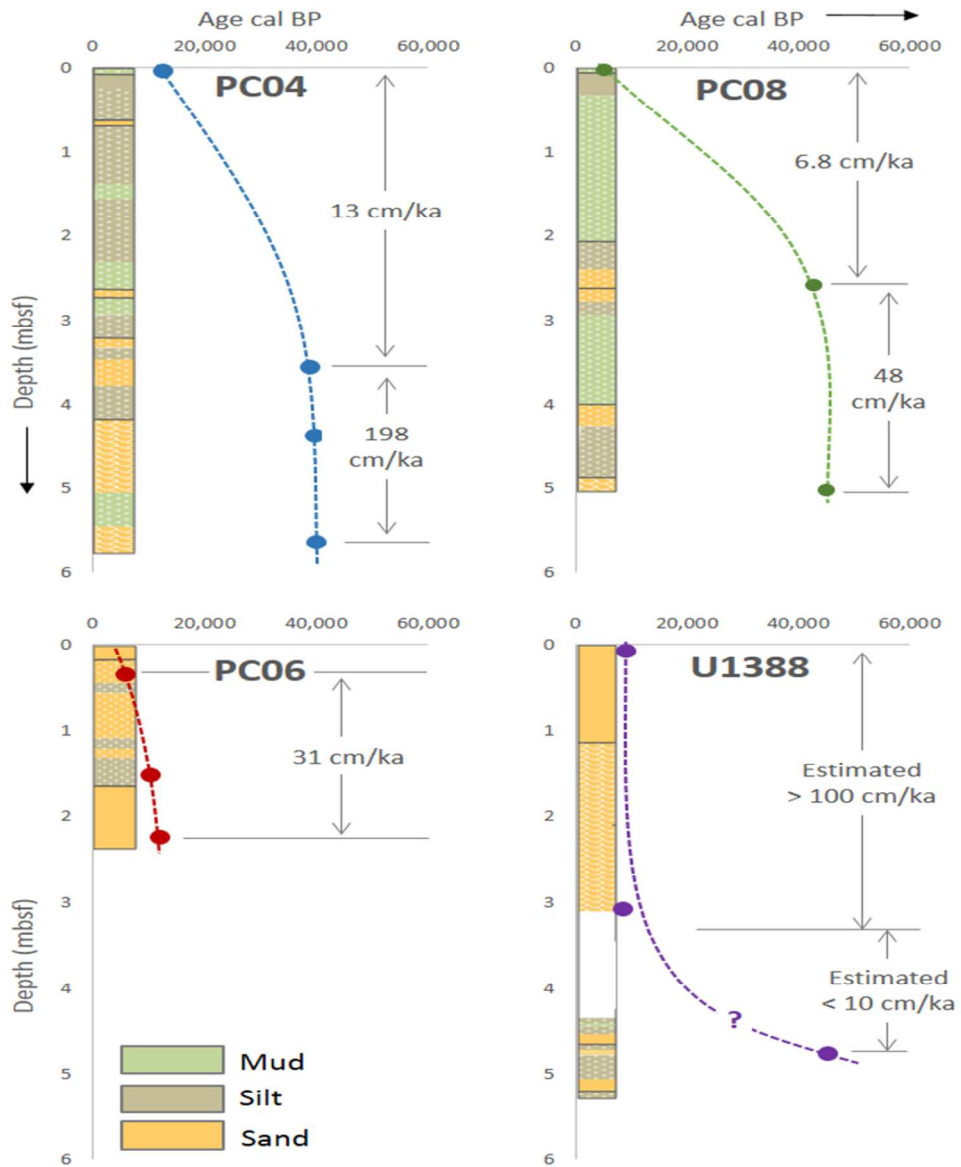 Age cal BP
0 20,000 40,000 60,000
0
1
2
3
4
5
6
Depth (mbsf)
PC04
13 cm/ka
198
cm/ka
Age cal BP
0 20,000 40,000 60,000
0
1
2
3
4
5
6
PC08
6.8 cm/ka
48
cm/ka
0 20,000 40,000 60,000
0
1
2
3
4
5
6
Depth (mbsf)
PC06
31 cm/ka
Mud
Silt
Sand
0 20,000 40,000 60,000
0
1
2
3
4
5
6
U1388
Estimated
> 100 cm/ka
Estimated
< 10 cm/ka
?